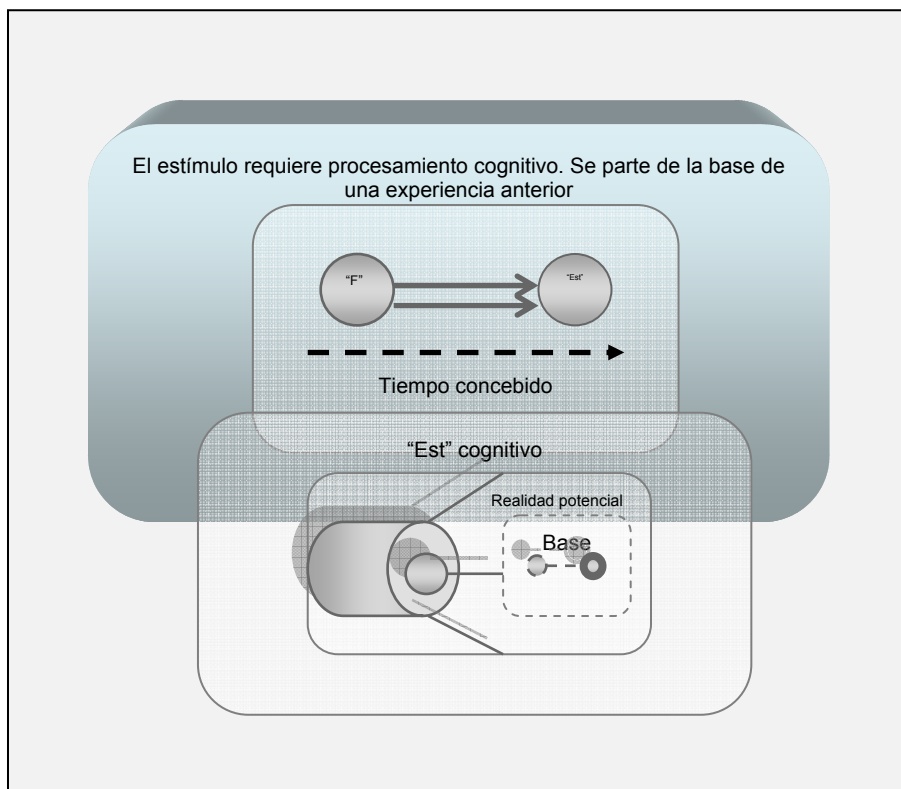 El estímulo requiere procesamiento cognitivo. Se parte de la base de
una experiencia anterior
“F”
“Est”
Tiempo concebido
“Est” cognitivo
Realidad potencial
Base